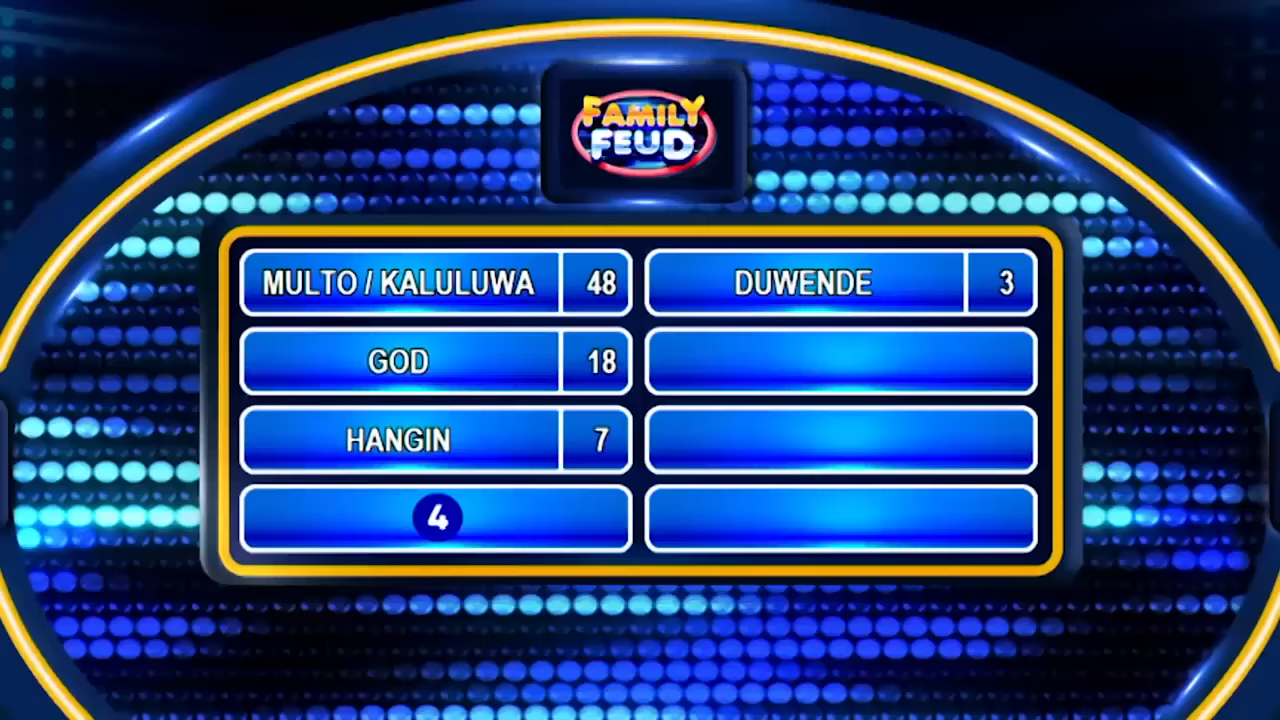 FAMILY
FEUD
MULTO / KALULUWA 48
GOD 18
HANGIN 7
4
DUWENDE 3